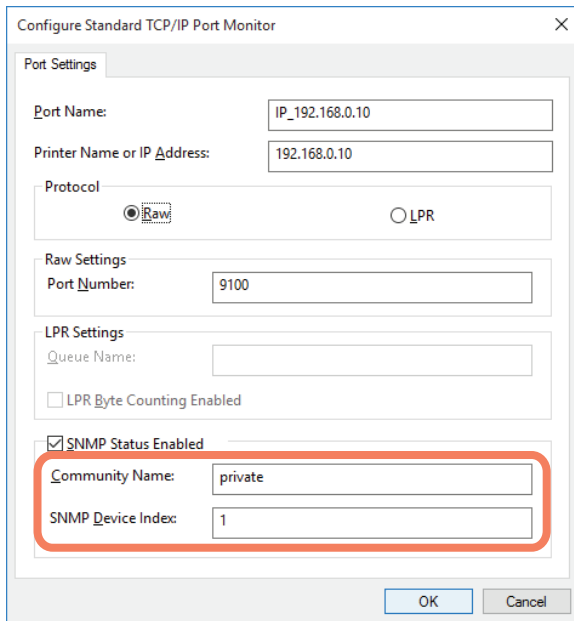 Configure Standard TCP/IP Port Monitor
Port Settings
Port Name: IP_192.168.0.10
Printer Name or IP Address: 192.168.0.10
Protocol
Raw LPR
Raw Settings
Port Number: 9100
LPR Settings
Queue Name:
LPR Byte Counting Enabled
SNMP Status Enabled
Community Name: private
SNMP Device Index: 1
OK Cancel